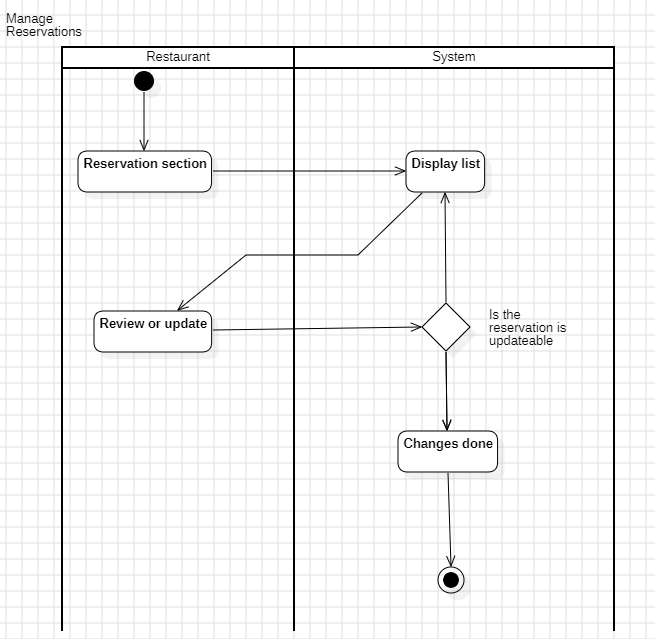 Manage
Reservations
Restaurant
System
Reservation section
Display list
Review or update
Is the
reservation is
updateable
Changes done